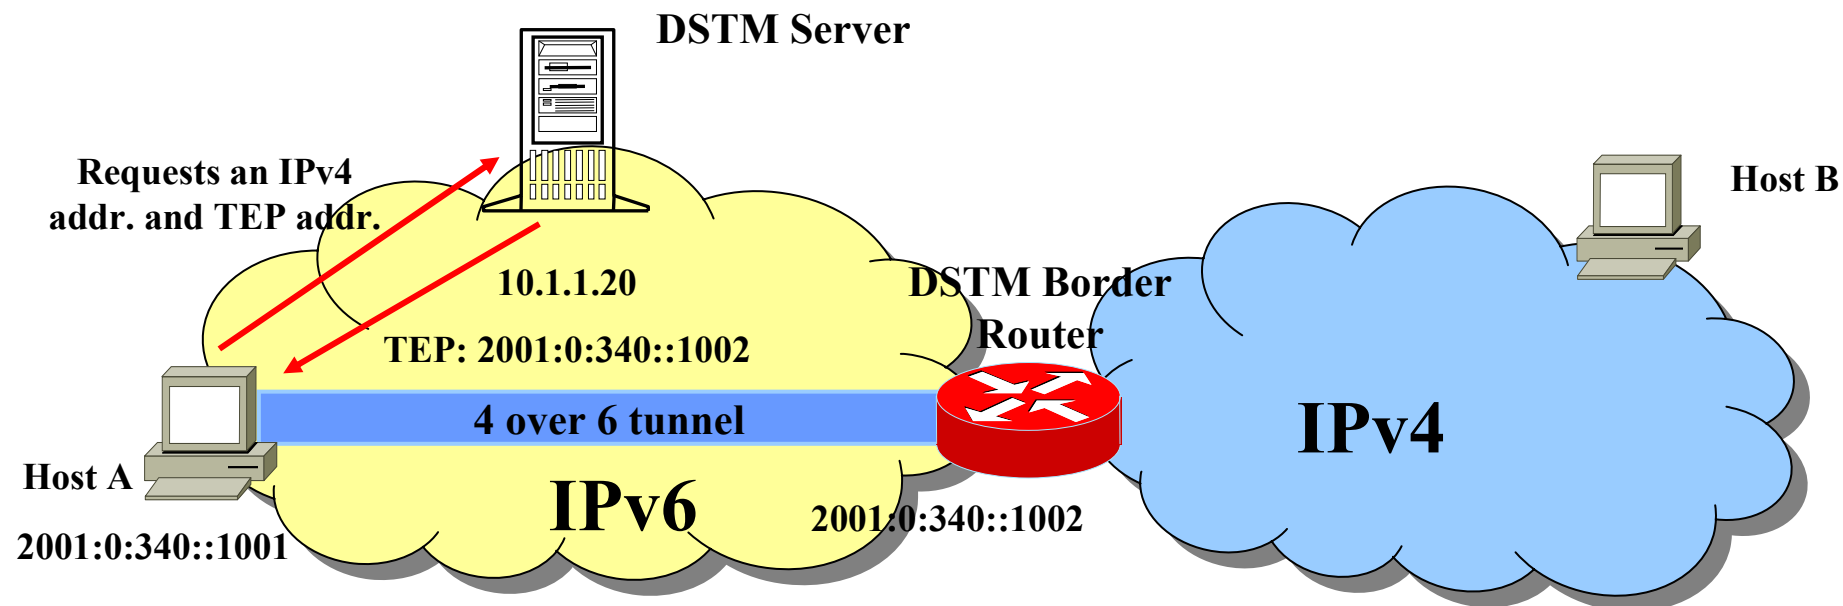 DSTM Server
Requests an IPv4
addr. and TEP addr.
Host B
10.1.1.20
DSTM Border
Router
TEP: 2001:0:340::1002
4 over 6 tunnel
IPv4
Host A
IPv6
2001:0:340::1002
2001:0:340::1001